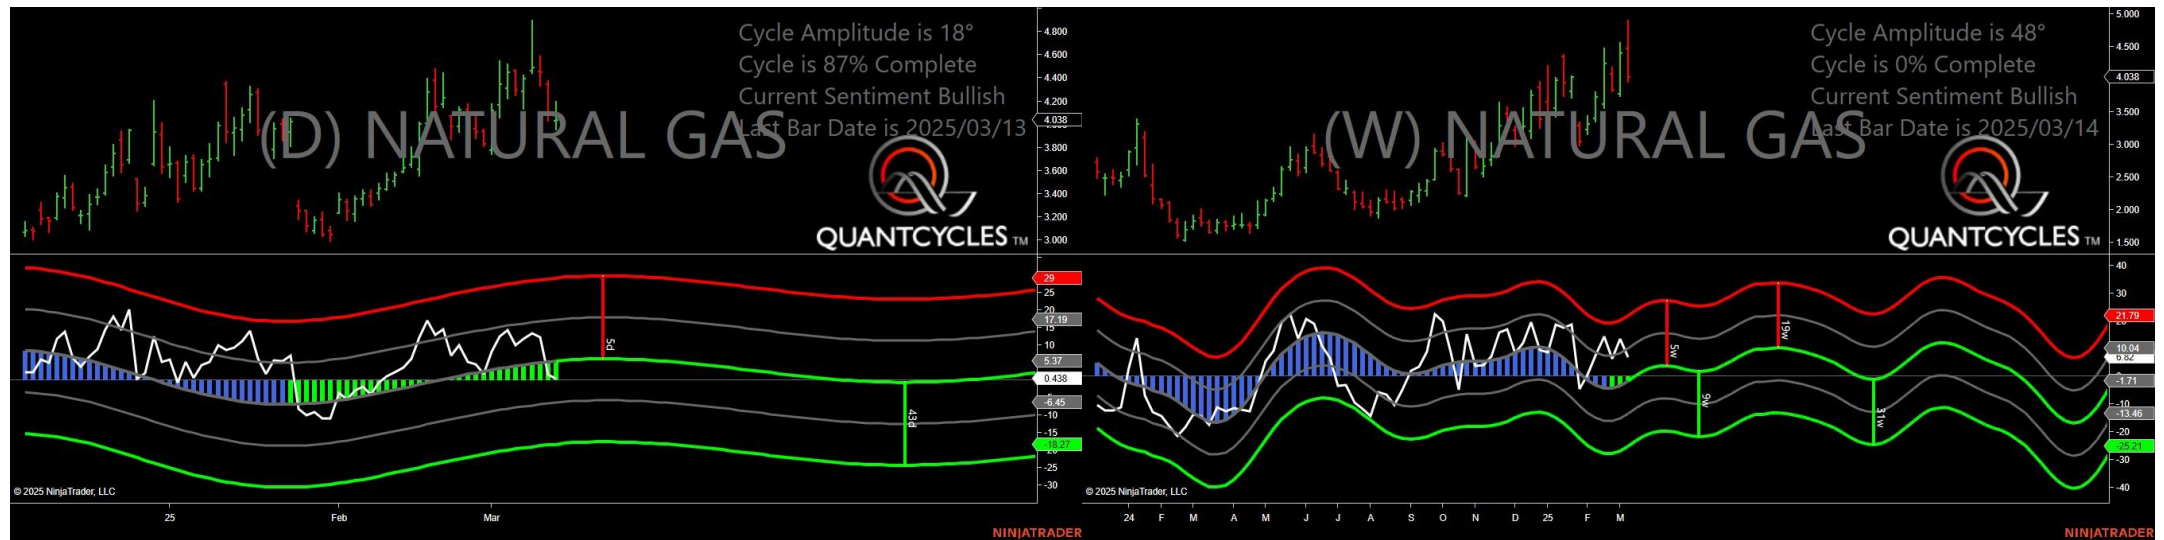 Cycle Amplitude is 18°
Cycle is 87% Complete
Current Sentiment Bullish
Last Bar Date is 2025/03/13
(D) NATURAL GAS
QUANTCYCLES TM
4.800
4.600
4.400
4.200
4.038
3.800
3.600
3.400
3.200
3.000
29
25
20
17.19
15
10
5.37
0.438
-6.45
-10
-15
-18.27
-25
-30
5d
43d
© 2025 NinjaTrader, LLC
25 Feb Mar
NINJATRADER
Cycle Amplitude is 48°
Cycle is 0% Complete
Current Sentiment Bullish
Last Bar Date is 2025/03/14
(W) NATURAL GAS
QUANTCYCLES TM
5.000
4.500
4.038
3.500
3.000
2.500
2.000
1.500
40
30
21.79
10.04
6.82
-1.71
-10
-13.46
-20
-25.21
-30
-40
5w
9w
19w
31w
© 2025 NinjaTrader, LLC
24 F M A M J J A S O N D 25 F M
NINJATRADER